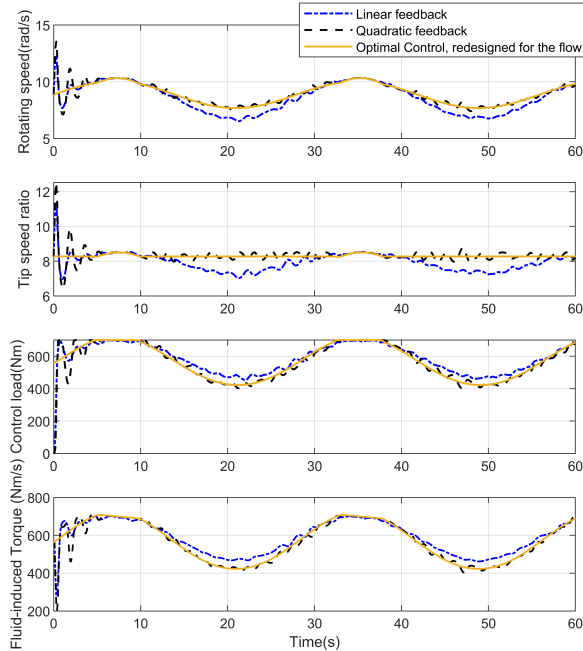 Linear feedback
Quadratic feedback
Optimal Control, redesigned for the flow
Rotating speed(rad/s)
15
10
5
0 10 20 30 40 50 60
Tip speed ratio
12
10
8
6
0 10 20 30 40 50 60
Control load(Nm)
600
400
200
0
0 10 20 30 40 50 60
Fluid-induced Torque (Nm/s)
800
600
400
200
0 10 20 30 40 50 60
Time(s)